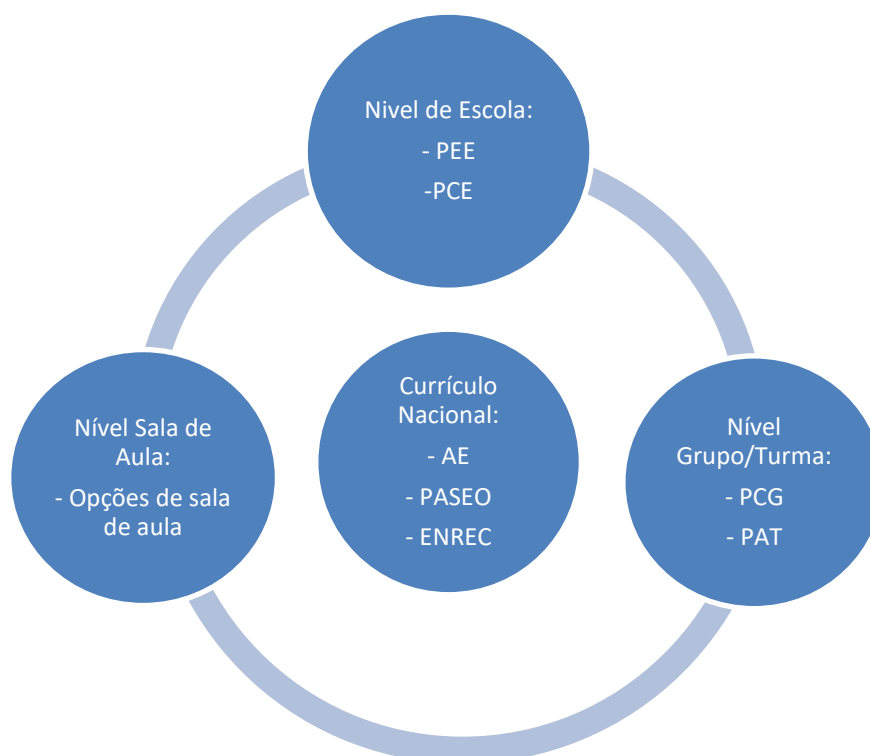 Nivel de Escola:
- PEE
-PCE
Currículo
Nacional:
- AE
- PASEO
- ENREC
Nível Sala de
Aula:
- Opções de sala
de aula
Nível
Grupo/Turma:
- PCG
- PAT